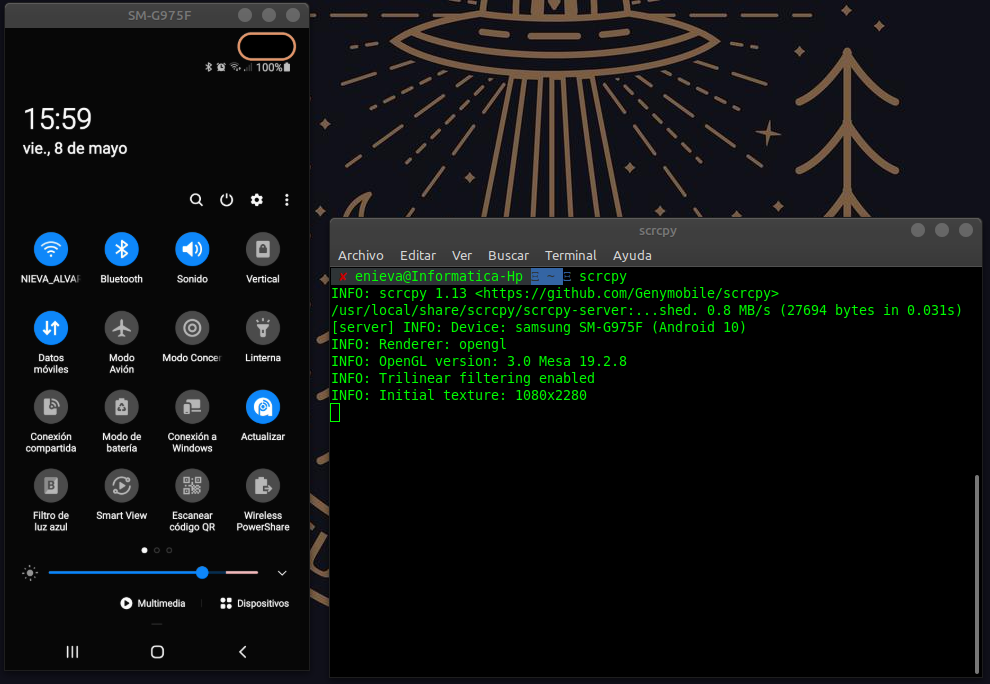 SM-G975F
100%
15:59
vie., 8 de mayo
NIEVA_ALVAR
Bluetooth
Sonido
Vertical
Datos
móviles
Modo
Avión
Modo Concer
Linterna
Conexión
compartida
Modo de
batería
Conexión a
Windows
Actualizar
Filtro de
luz azul
Smart View
Escanear
código QR
Wireless
PowerShare
Multimedia
Dispositivos
scrcpy
Archivo Editar Ver Buscar Terminal Ayuda
✘ enieva@Informatica-Hp Ξ ~ Ξ scrcpy
INFO: scrcpy 1.13 <https://github.com/Genymobile/scrcpy>
/usr/local/share/scrcpy/scrcpy-server:...shed. 0.8 MB/s (27694 bytes in 0.031s)
[server] INFO: Device: samsung SM-G975F (Android 10)
INFO: Renderer: opengl
INFO: OpenGL version: 3.0 Mesa 19.2.8
INFO: Trilinear filtering enabled
INFO: Initial texture: 1080x2280